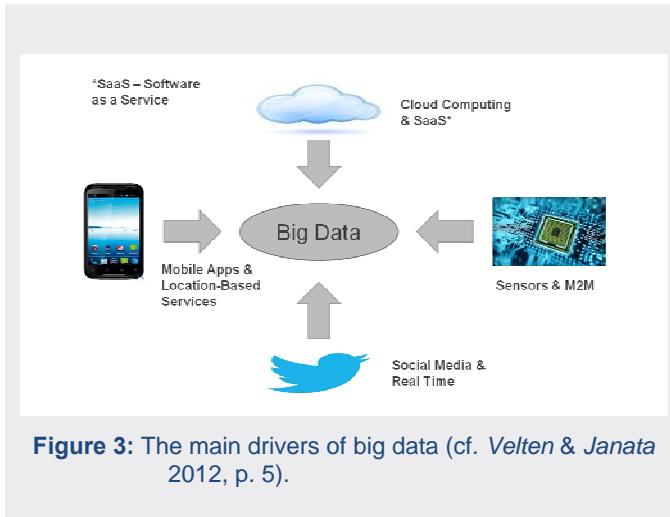 *SaaS – Software
as a Service
Cloud Computing
& SaaS*
Big Data
Mobile Apps &
Location-Based
Services
Sensors & M2M
Social Media &
Real Time
Figure 3: The main drivers of big data (cf. Velten & Janata
2012, p. 5).